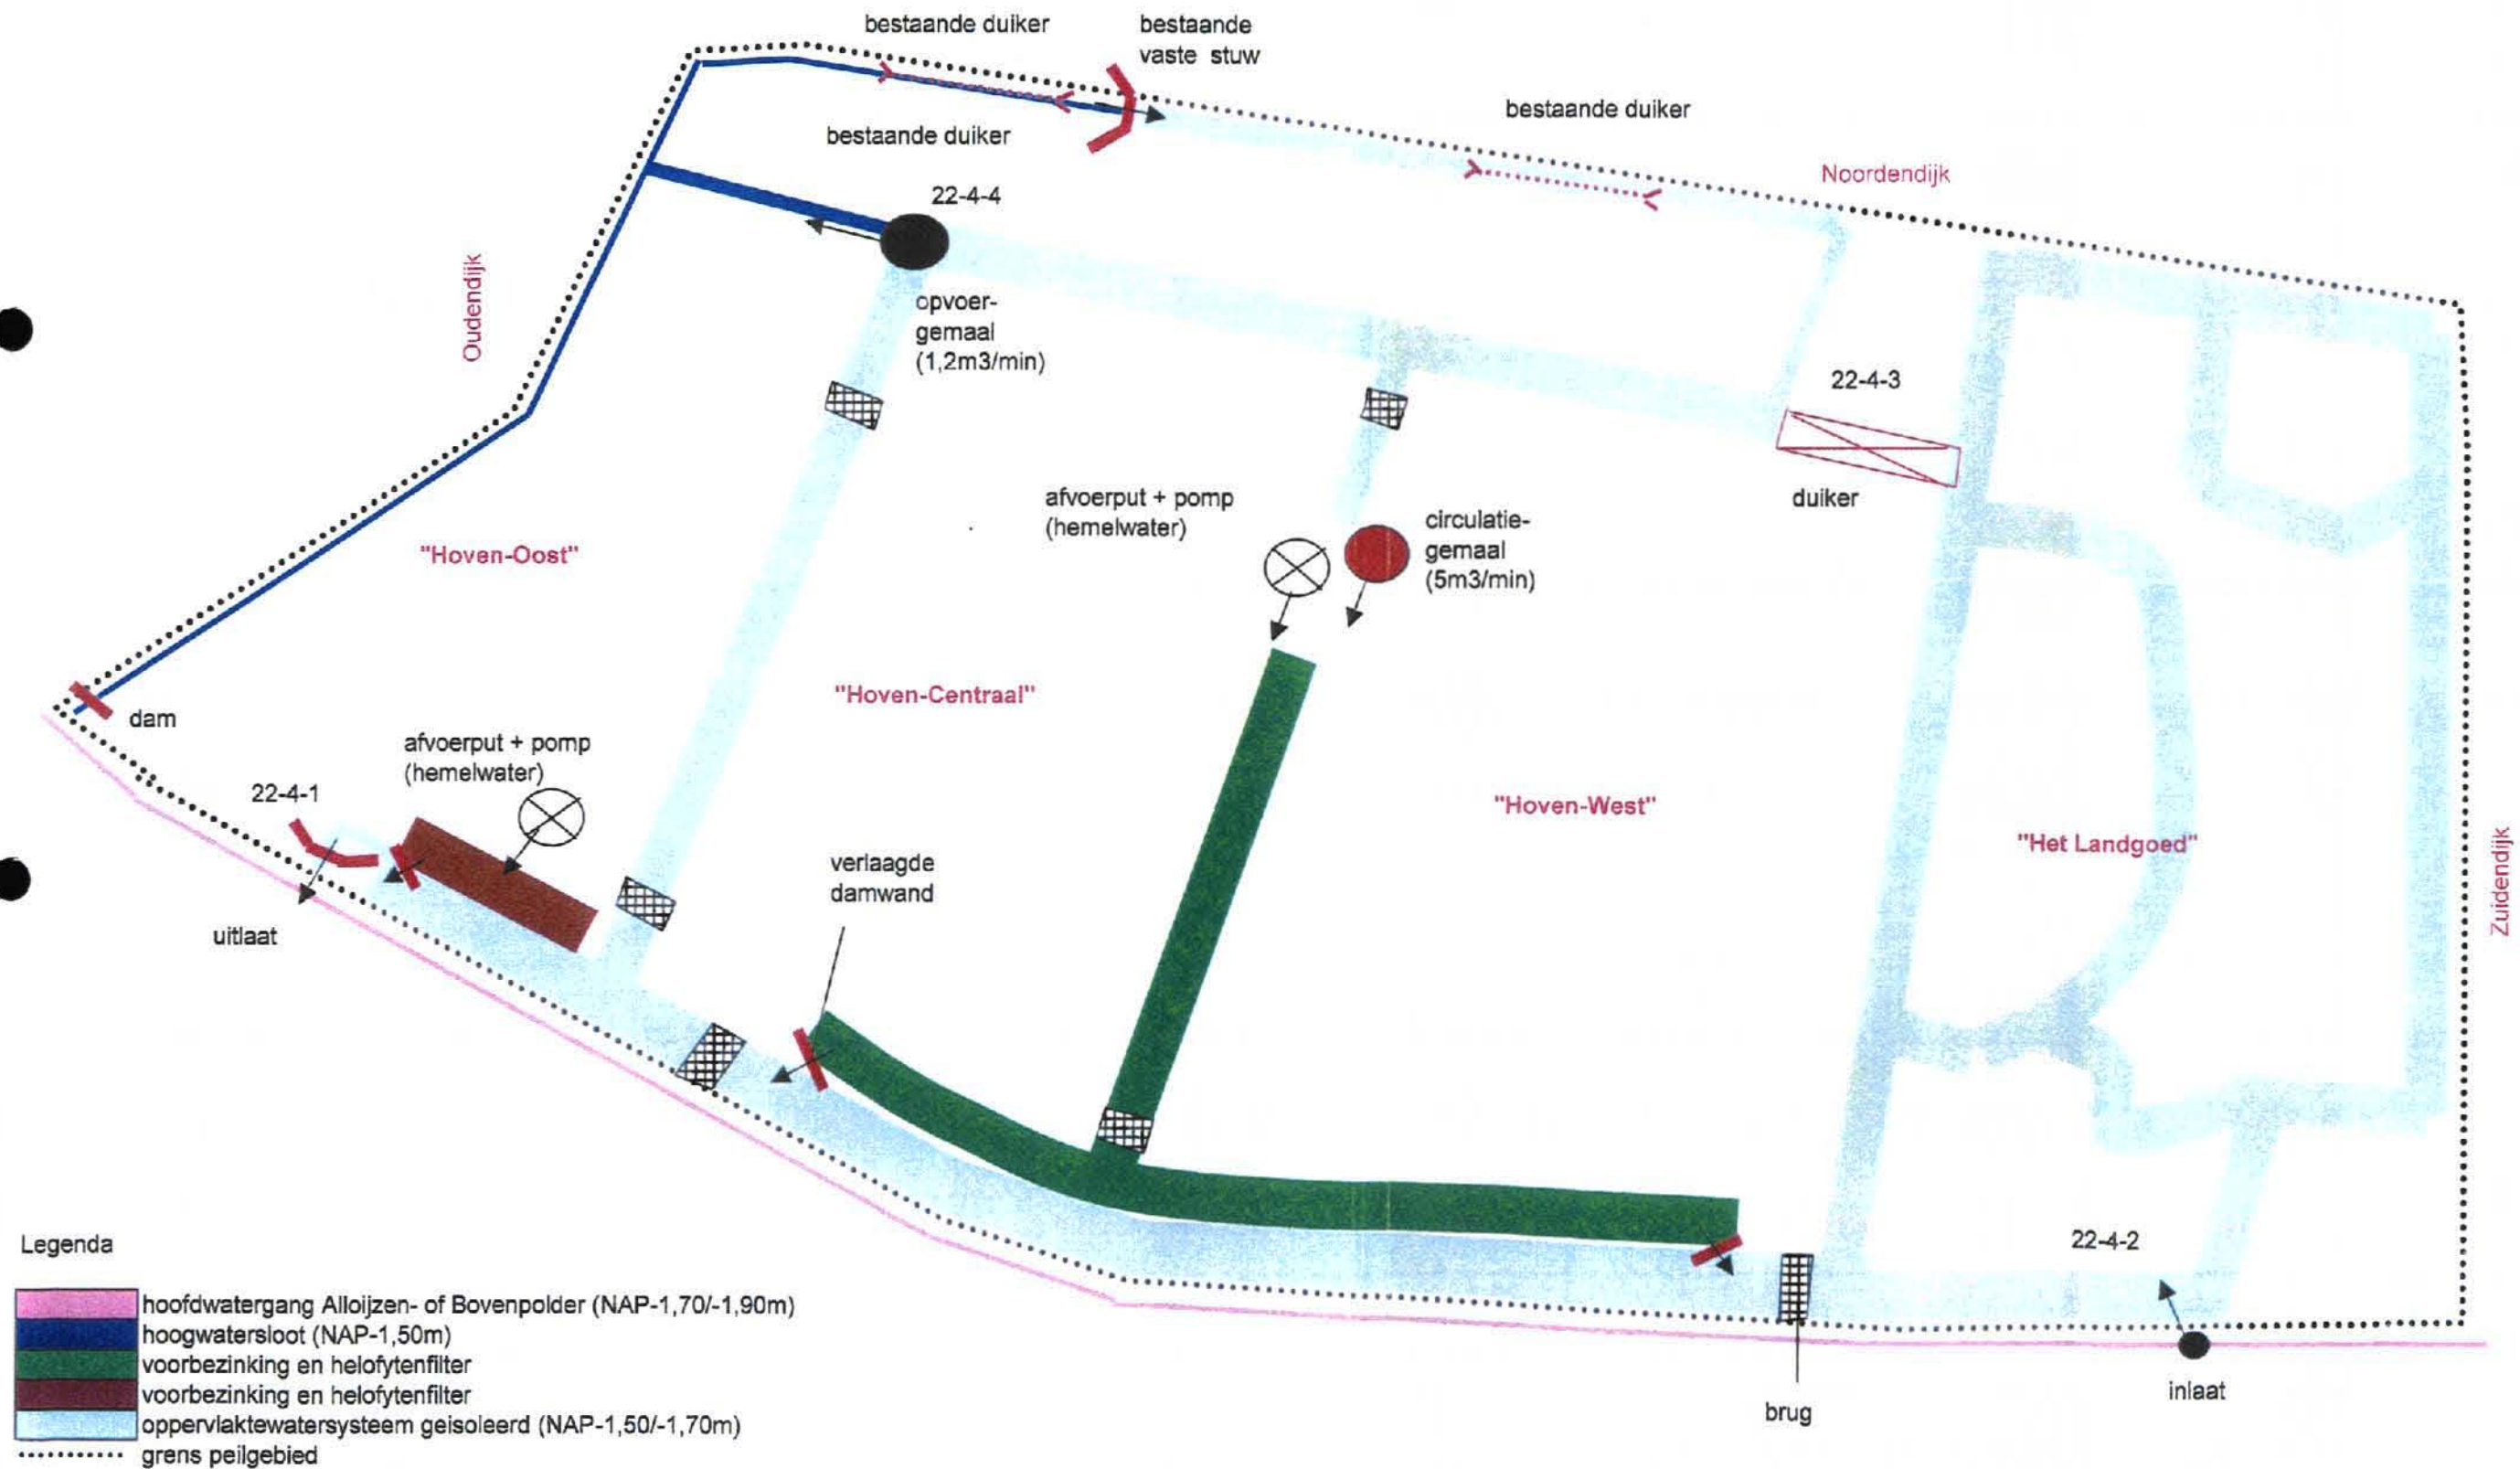 bestaande duiker
bestaande
vaste stuw
bestaande duiker
bestaande duiker
Noordendijk
22-4-4
opvoer-
gemaal
(1,2m3/min)
Oudendijk
22-4-3
duiker
afvoerput + pomp
(hemelwater)
circulatie-
gemaal
(5m3/min)
"Hoven-Oost"
"Hoven-Centraal"
dam
afvoerput + pomp
(hemelwater)
22-4-1
"Hoven-West"
"Het Landgoed"
Zuidendijk
verlaagde
damwand
uitlaat
22-4-2
inlaat
brug
Legenda
hoofdwatergang Alloijzen- of Bovenpolder (NAP-1,70/-1,90m)
hoogwatersloot (NAP-1,50m)
voorbezinking en helofytenfilter
voorbezinking en helofytenfilter
oppervlaktewatersysteem geisoleerd (NAP-1,50/-1,70m)
grens peilgebied